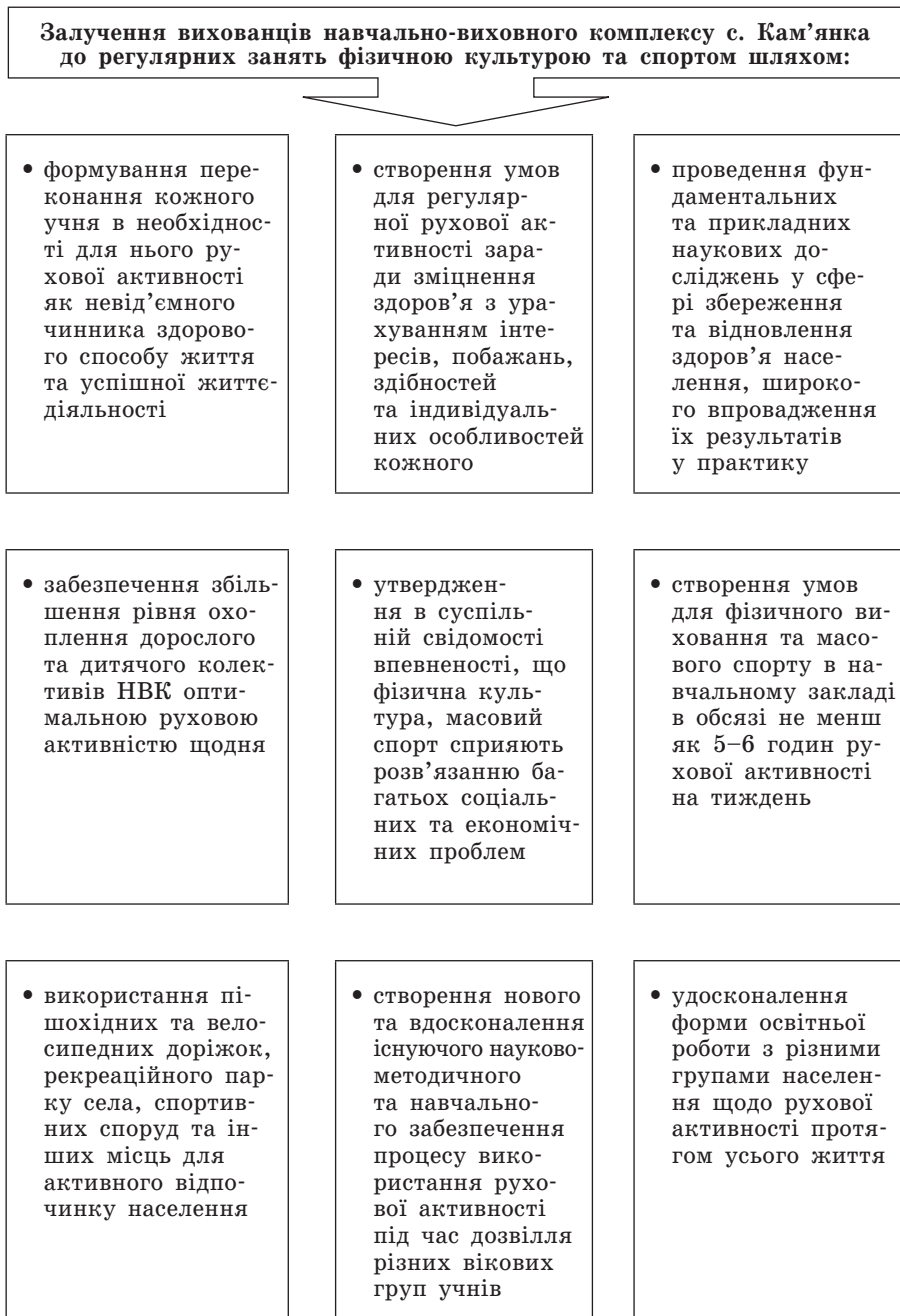 Залучення вихованців навчально-виховного комплексу с. Кам’янка
до регулярних занять фізичною культурою та спортом шляхом:
• формування пере-
конання кожного
учня в необхіднос-
ті для нього ру-
хової активності
як невід’ємного
чинника здорово-
го способу життя
та успішної життє-
діяльності
• створення умов
для регуляр-
ної рухової ак-
тивності зара-
ди зміцнення
здоров’я з ура-
хуванням інте-
ресів, побажань,
здібностей
та індивідуаль-
них особливостей
кожного
• проведення фун-
даментальних
та прикладних
наукових до-
сліджень у сфе-
рі збереження
та відновлення
здоров’я насе-
лення, широко-
го впровадження
їх результатів
у практику
• забезпечення збіль-
шення рівня охо-
плення дорослого
та дитячого колек-
тивів НВК опти-
мальною руховою
активністю щодня
• утверджен-
ня в суспіль-
ній свідомості
впевненості, що
фізична куль-
тура, масовий
спорт сприяють
розв’язанню ба-
гатьох соціаль-
них та економіч-
них проблем
• створення умов
для фізичного ви-
ховання та масо-
вого спорту в на-
вчальному закладі
в обсязі не менш
як 5–6 годин ру-
хової активності
на тиждень
• використання пі-
шохідних та вело-
сипедних доріжок,
рекреаційного пар-
ку села, спортив-
них споруд та ін-
ших місць для
активного відпо-
чинку населення
• створення нового
та вдосконалення
існуючого науково-
методичного
та навчально-
го забезпечення
процесу вико-
ристання рухо-
вої активності
під час дозвілля
різних вікових
груп учнів
• удосконалення
форми освітньої
роботи з різними
групами населен-
ня щодо рухової
активності протя-
гом усього життя